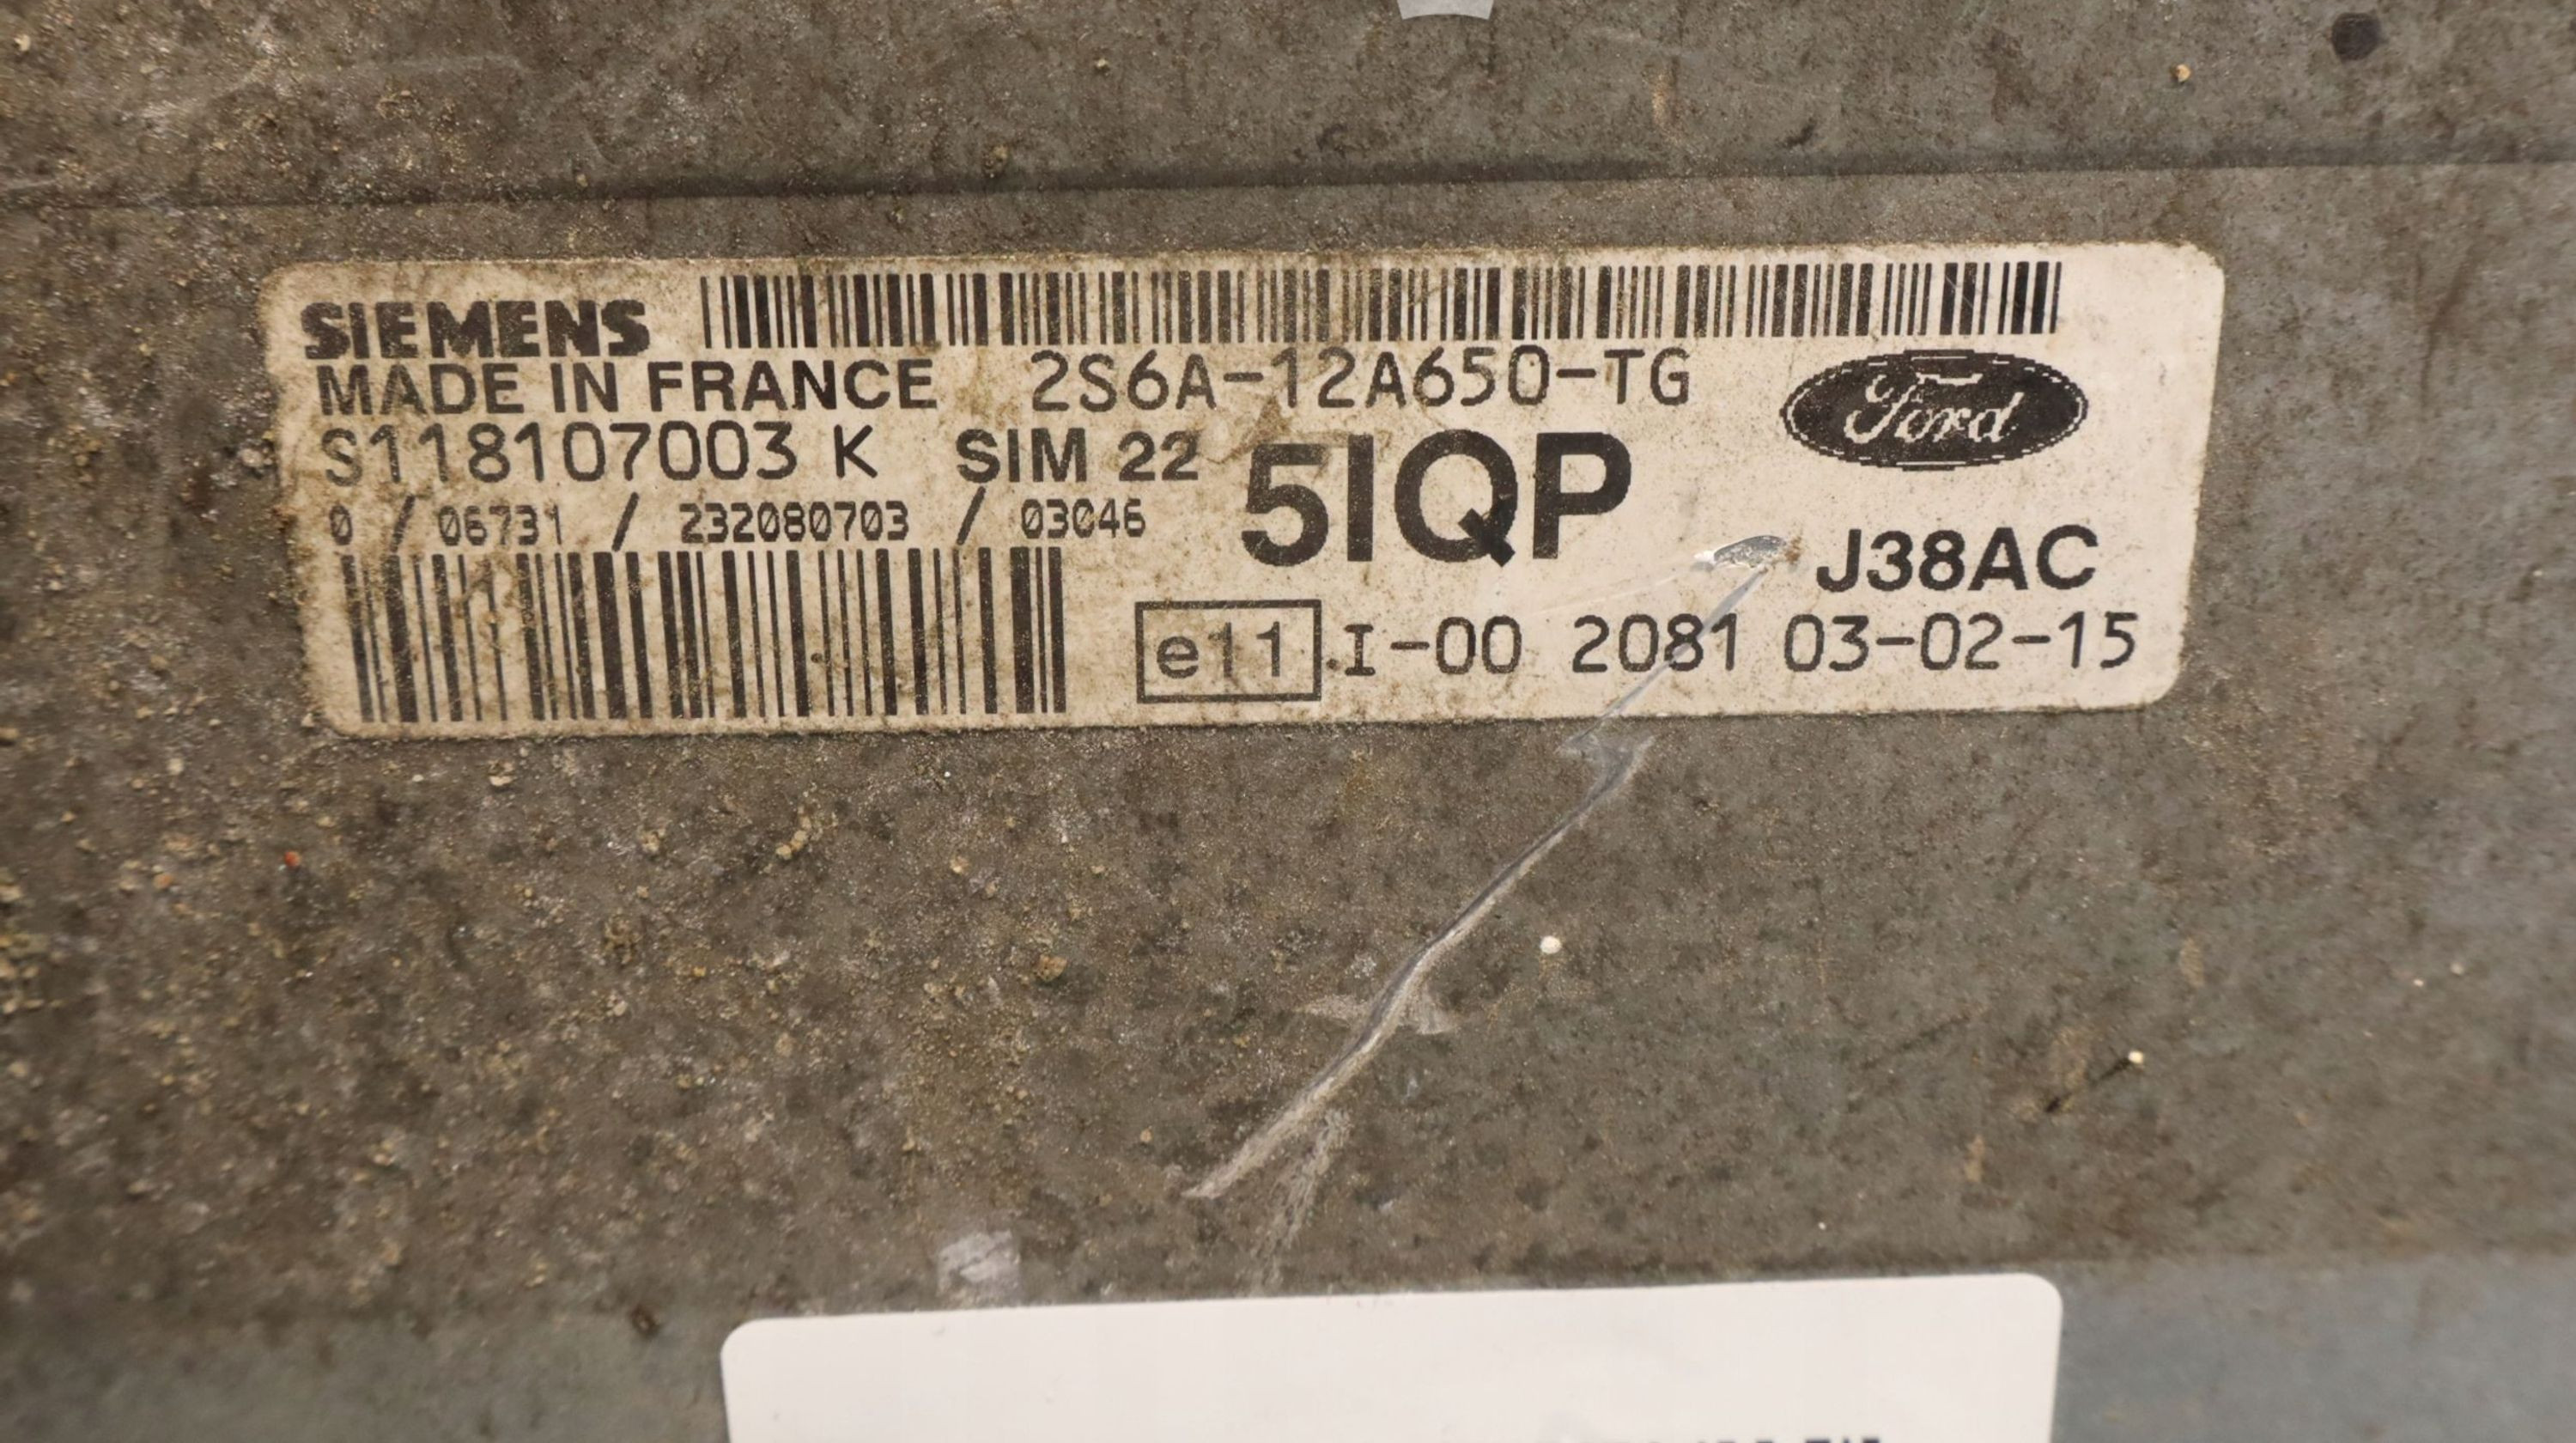 SIEMENS
MADE IN FRANCE 2S6A-12A650-TG
Ford
S118107003 K SIM 22 5IQP
0 / 06731 / 232080703 / 03046
J38AC
e11 I-00 2081 03-02-15